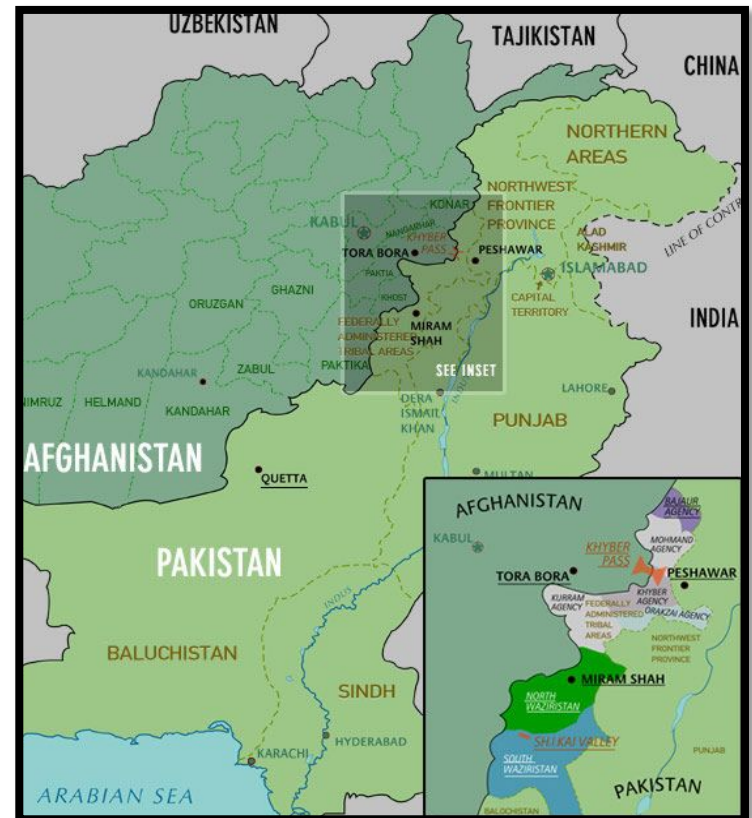 UZBEKISTAN
TAJIKISTAN
CHINA
NORTHERN
AREAS
NORTHWEST
FRONTIER
PROVINCE
KONAR
KABUL
NANGARHAR
KHYBER
PASS
TORA BORA
PESHAWAR
ALAD
KASHMIR
LINE OF CONTR
ISLAMABAD
PAKTIA
GHAZNI
KHOST
CAPITAL
TERRITORY
ORUZGAN
INDIA
FEDERALLY
ADMINISTERED
TRIBAL AREAS
MIRAM
SHAH
KANDAHAR
ZABUL
PAKTIKA
SEE INSET
INDUS
LAHORE
NIMRUZ
HELMAND
KANDAHAR
DERA
ISMAIL
KHAN
PUNJAB
AFGHANISTAN
QUETTA
MULTAN
PAKISTAN
INDUS
BALUCHISTAN
SINDH
HYDERABAD
KARACHI
ARABIAN SEA
AFGHANISTAN
BAJAUR
AGENCY
KABUL
MOHMAND
AGENCY
KHYBER
PASS
TORA BORA
PESHAWAR
KURRAM
AGENCY
KHYBER
AGENCY
ORAKZAI AGENCY
FEDERALLY
ADMINISTERED
TRIBAL
AREAS
NORTHWEST
FRONTIER
PROVINCE
MIRAM SHAH
NORTH
WAZIRISTAN
SHIKAI VALLEY
SOUTH
WAZIRISTAN
PUNJAB
PAKISTAN
BALOCHISTAN